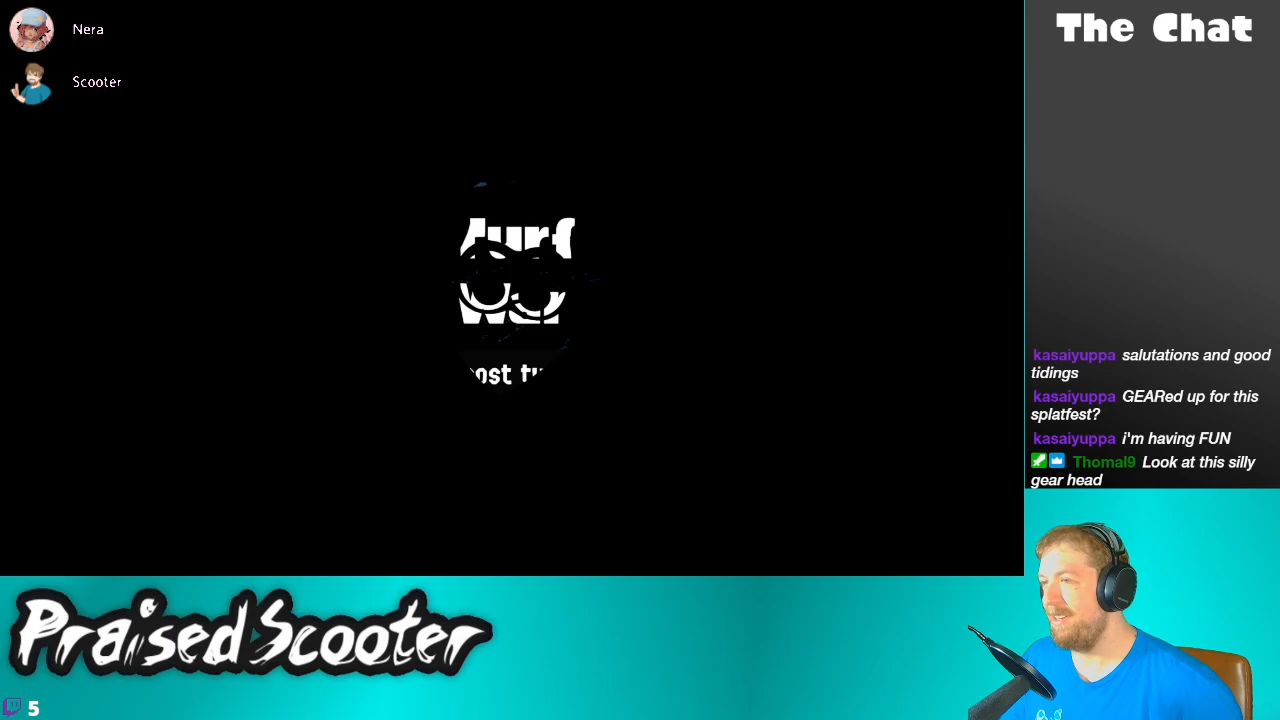 Nera
Scooter
The Chat
kasaiyuppa salutations and good
tidings
kasaiyuppa GEARed up for this
splatfest?
kasaiyuppa i'm having FUN
Thomal9 Look at this silly
gear head
PraisedScooter
5